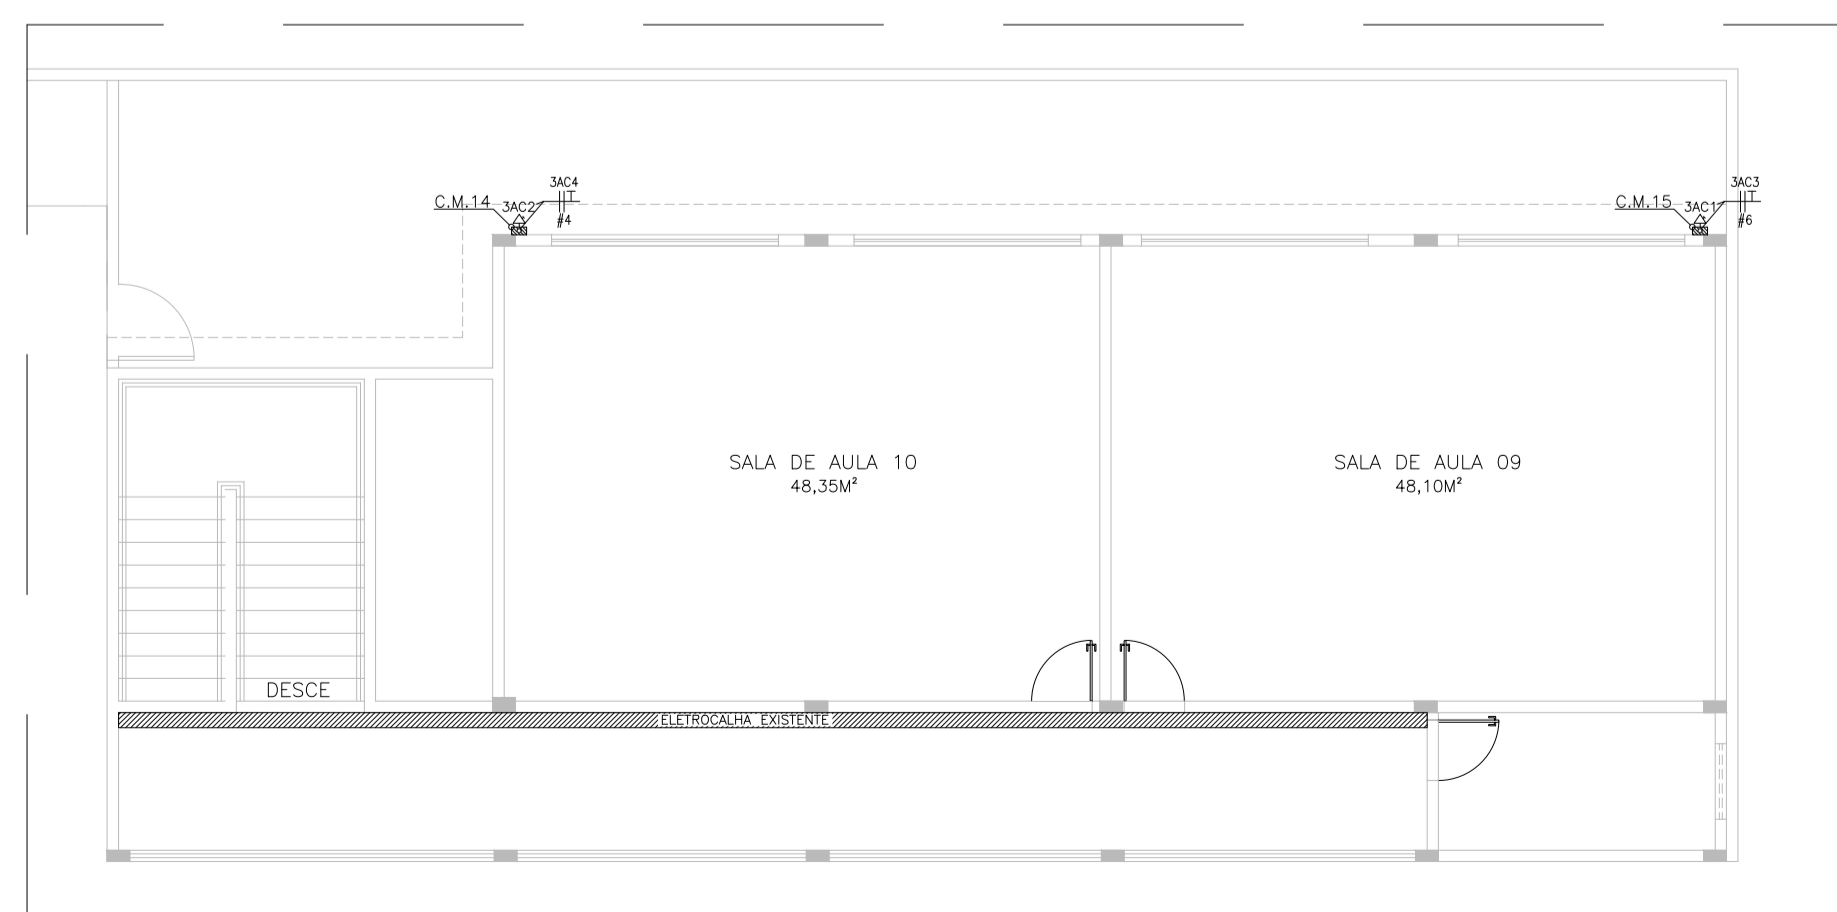 3AC4
C.M.14
3AC2
T
#4
3AC3
C.M.15
3AC1
T
#6
SALA DE AULA 10
48,35M²
SALA DE AULA 09
48,10M²
DESCE
ELETROCALHA EXISTENTE